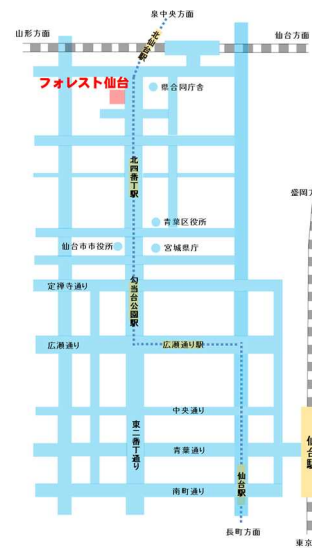 泉中央方面
山形方面
仙台方面
北仙台駅
フォレスト仙台
県合同庁舎
北四番丁駅
盛岡方
青葉区役所
仙台市市役所
宮城県庁
定禅寺通り
勾当台公園駅
広瀬通り
広瀬通り駅
中央通り
東二番丁通り
青葉通り
仙台駅
仙台駅
南町通り
長町方面
東京